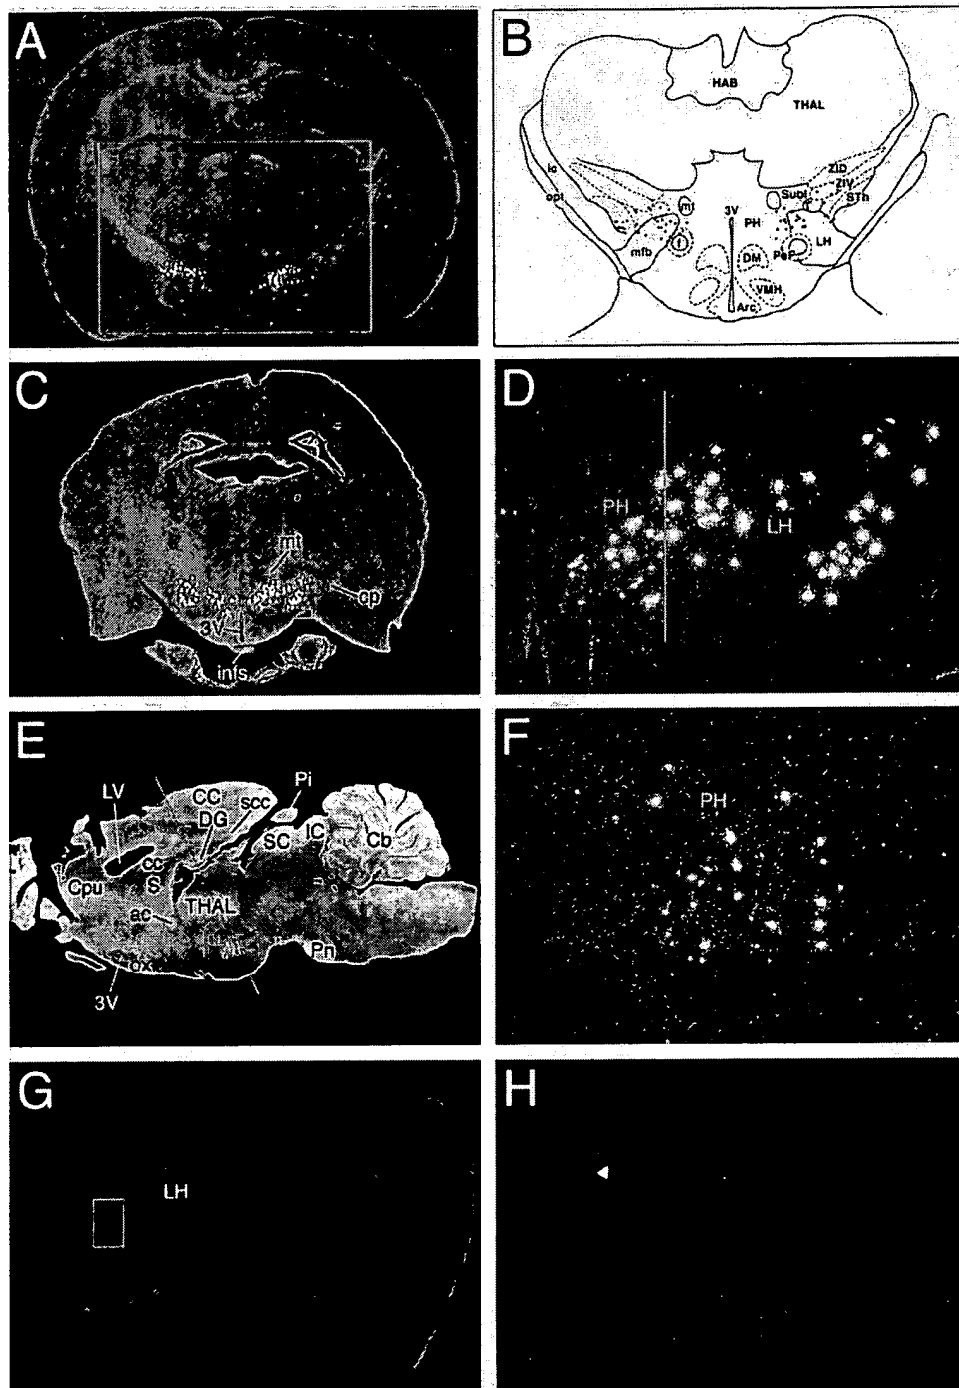 A
B
HAB
THAL
ic
opt
ZID
ZIV
SubI
STh
mt
3V
PH
f
mfb
LH
DM
PeF
VMH
Arc
C
mt
cp
3V
infs
D
PH
LH
E
LV
CC
DG
scc
Pi
SC
IC
Cb
cc
S
Cpu
THAL
ac
Pn
ox
3V
F
PH
G
LH
H